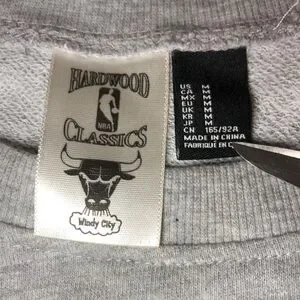 HARDWOOD
NBA
CLASSICS
Windy City
US M
CA M
MX M
EU M
UK M
KR M
JP M
CN 165/92A
MADE IN CHINA
FABRIQUÉ EN C